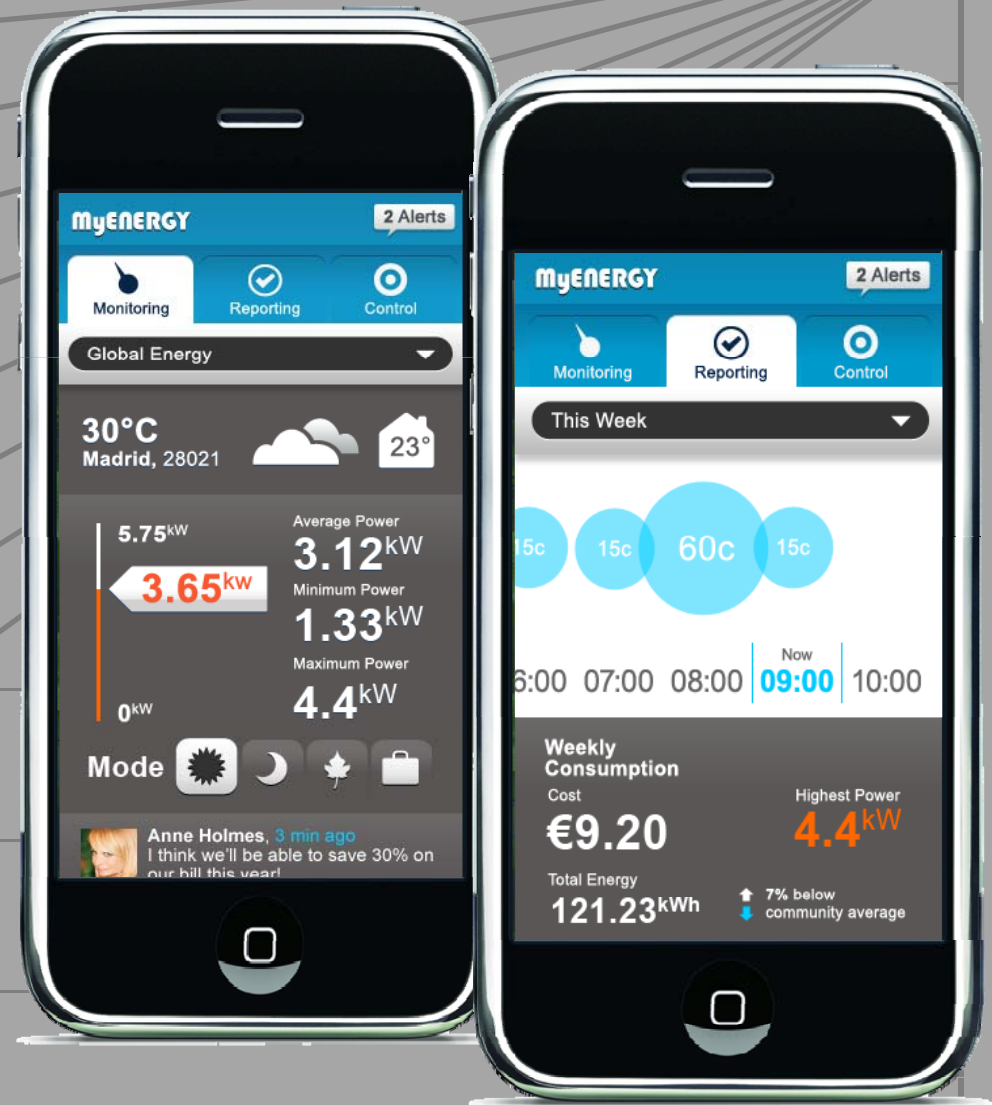 MyENERGY
2 Alerts
Monitoring
Reporting
Control
Global Energy
30°C
Madrid, 28021
23°
5.75kW
3.65kw
0kW
Average Power
3.12kW
Minimum Power
1.33kW
Maximum Power
4.4kW
Mode
Anne Holmes, 3 min ago
I think we'll be able to save 30% on
our bill this year!
MyENERGY
2 Alerts
Monitoring
Reporting
Control
This Week
15c
15c
60c
15c
6:00
07:00
08:00
Now
09:00
10:00
Weekly
Consumption
Cost
€9.20
Highest Power
4.4kW
Total Energy
121.23kWh
7% below
community average